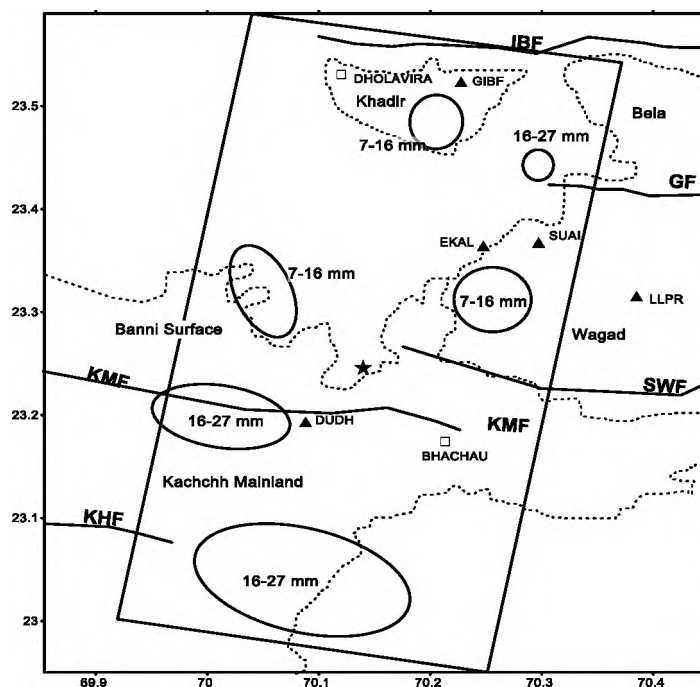 IBF
DHOLAVIRA
GIBF
Khadir
23.5
Bela
7-16 mm
16-27 mm
GF
23.4
EKAL
SUAI
7-16 mm
7-16 mm
LLPR
23.3
Banni Surface
Wagad
KMF
SWF
23.2
16-27 mm
DUDH
KMF
BHACHAU
Kachchh Mainland
23.1
KHF
16-27 mm
23
69.9
70
70.1
70.2
70.3
70.4